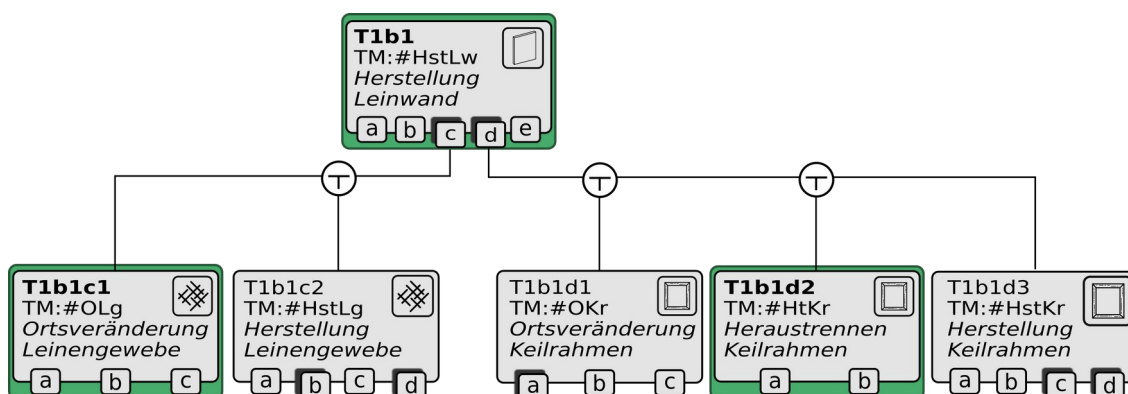 T1b1
TM:#HstLw
Herstellung
Leinwand
a b c d e
T1b1c1
TM:#OLg
Ortsveränderung
Leinengewebe
a b c
T1b1c2
TM:#HstLg
Herstellung
Leinengewebe
a b c d
T1b1d1
TM:#OKr
Ortsveränderung
Keilrahmen
a b c
T1b1d2
TM:#HtKr
Heraustrennen
Keilrahmen
a b
T1b1d3
TM:#HstKr
Herstellung
Keilrahmen
a b c d